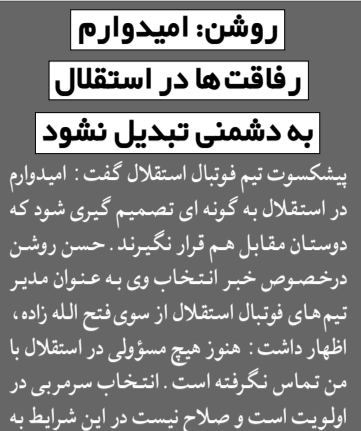 روشن: امیدوارم
رفاقت‌ها در استقلال
به دشمنی تبدیل نشود
پیشکسوت تیم فوتبال استقلال گفت : امیدوارم
در استقلال به گونه ای تصمیم گیری شود که
دوستان مقابل هم قرار نگیرند . حسن روشن
درخصوص خبر انتخاب وی به عنوان مدیر
تیم‌های فوتبال استقلال از سوی فتح الله زاده ،
اظهار داشت : هنوز هیچ مسؤولی در استقلال با
من تماس نگرفته است . انتخاب سرمربی در
اولویت است و صلاح نیست در این شرایط به